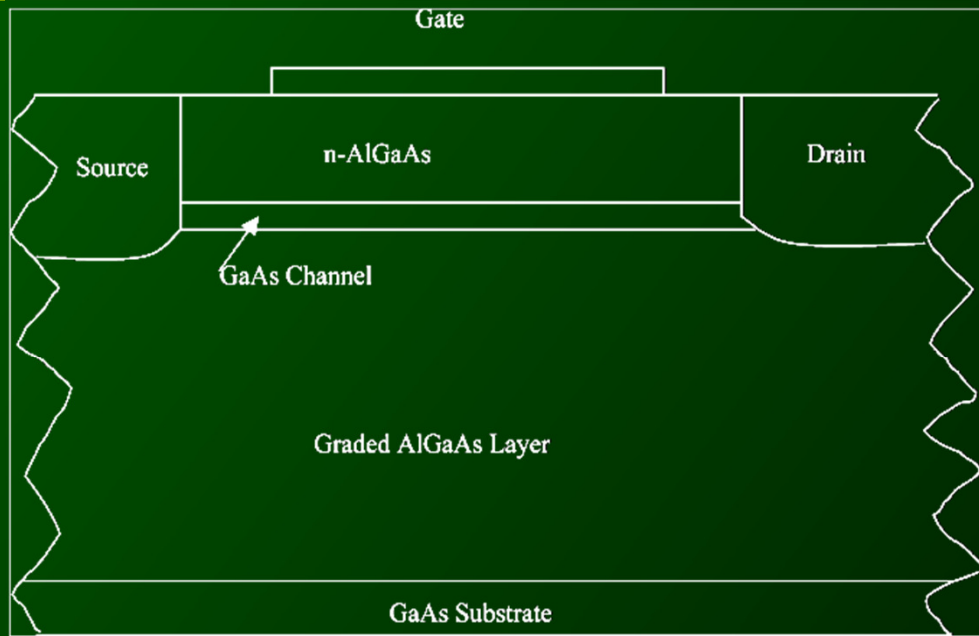 Gate
Source
n-AlGaAs
Drain
GaAs Channel
Graded AlGaAs Layer
GaAs Substrate